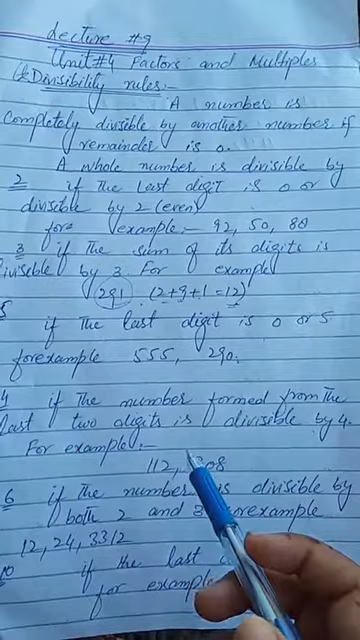 Lecture #9
Unit#4 Factors and Multiples
Q Divisibility rules:-
A number is
completely divisible by another number if
remainder is 0.
A whole number is divisible by
2 if the last digit is 0 or
divisible by 2 (even)
for example:- 92, 50, 80
3 if the sum of its digits is
divisible by 3. For example
291 (2+9+1=12)
5
if the last digit is 0 or 5
forexample 555, 290.
4 if the number formed from the
last two digits is divisible by 4.
For example:-
112, 308
6 if the number is divisible by
both 2 and 3 forexample
12, 24, 3312
10 if the last
for example